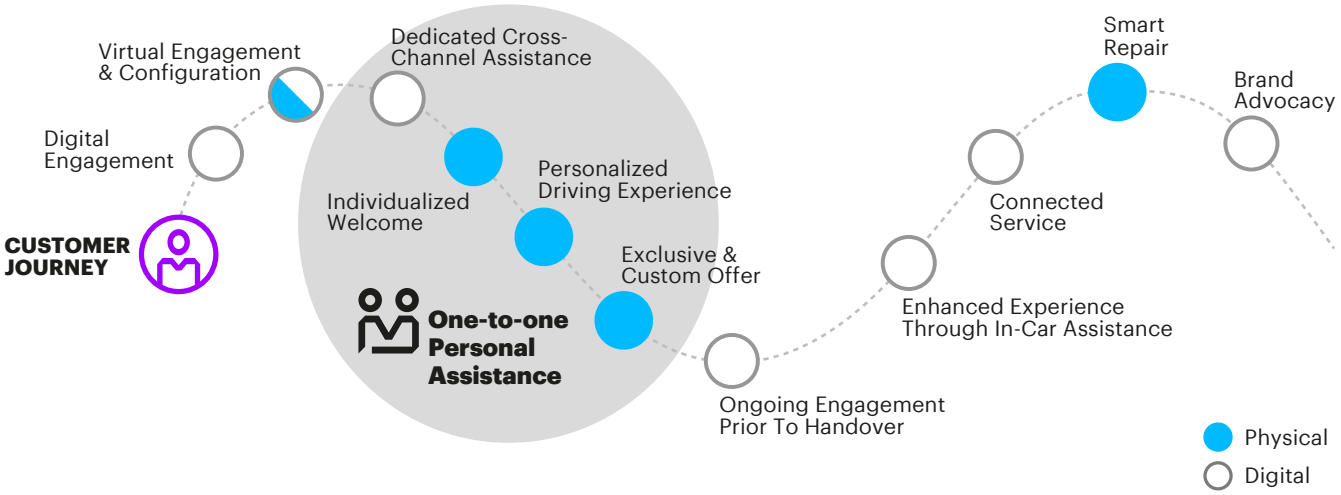 CUSTOMER
JOURNEY
Digital
Engagement
Virtual Engagement
& Configuration
Dedicated Cross-
Channel Assistance
Individualized
Welcome
Personalized
Driving Experience
Exclusive &
Custom Offer
One-to-one
Personal
Assistance
Ongoing Engagement
Prior To Handover
Enhanced Experience
Through In-Car Assistance
Connected
Service
Smart
Repair
Brand
Advocacy
Physical
Digital